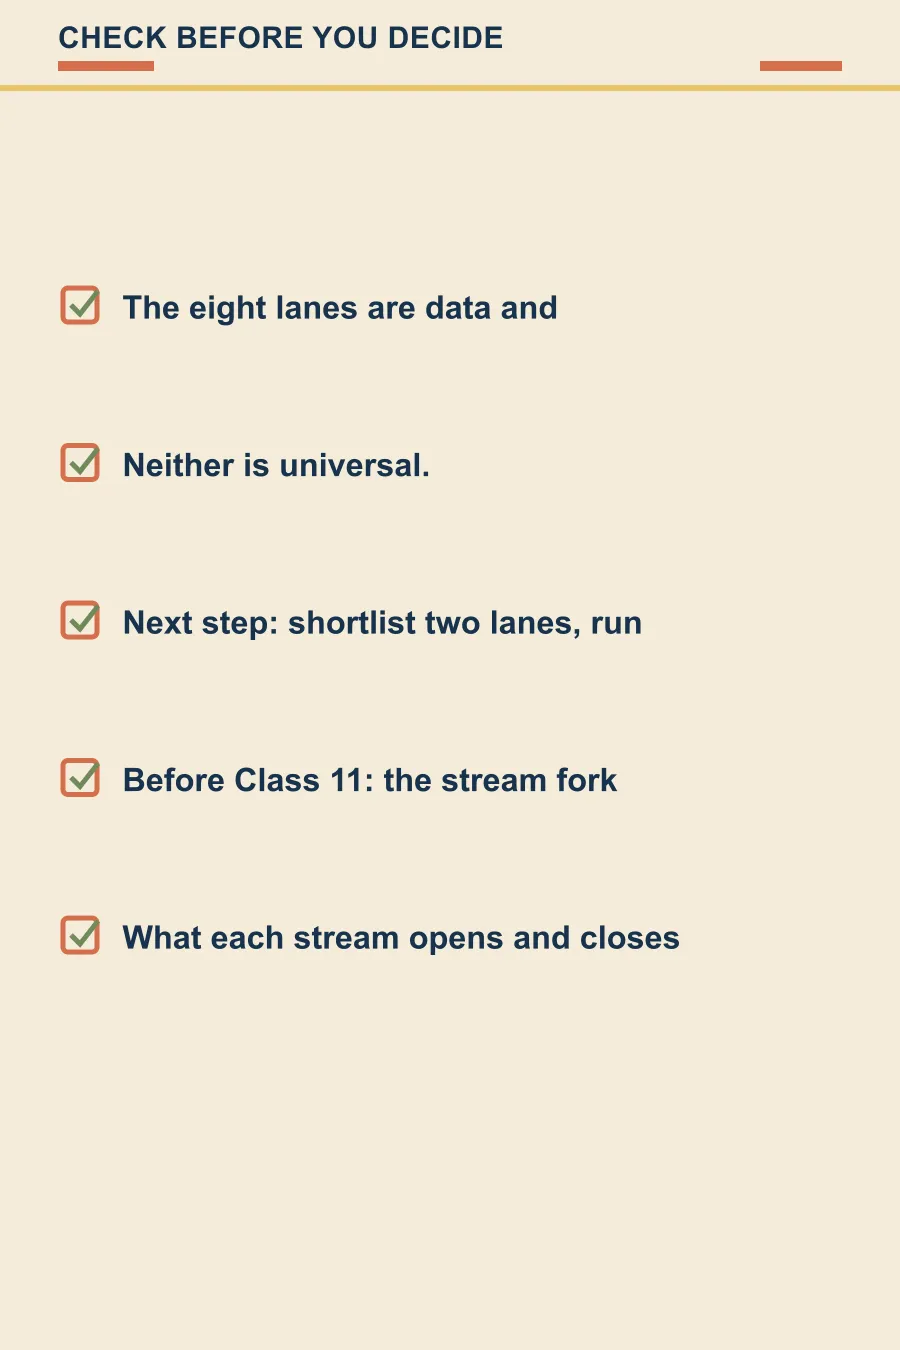 CHECK BEFORE YOU DECIDE
The eight lanes are data and
Neither is universal.
Next step: shortlist two lanes, run
Before Class 11: the stream fork
What each stream opens and closes